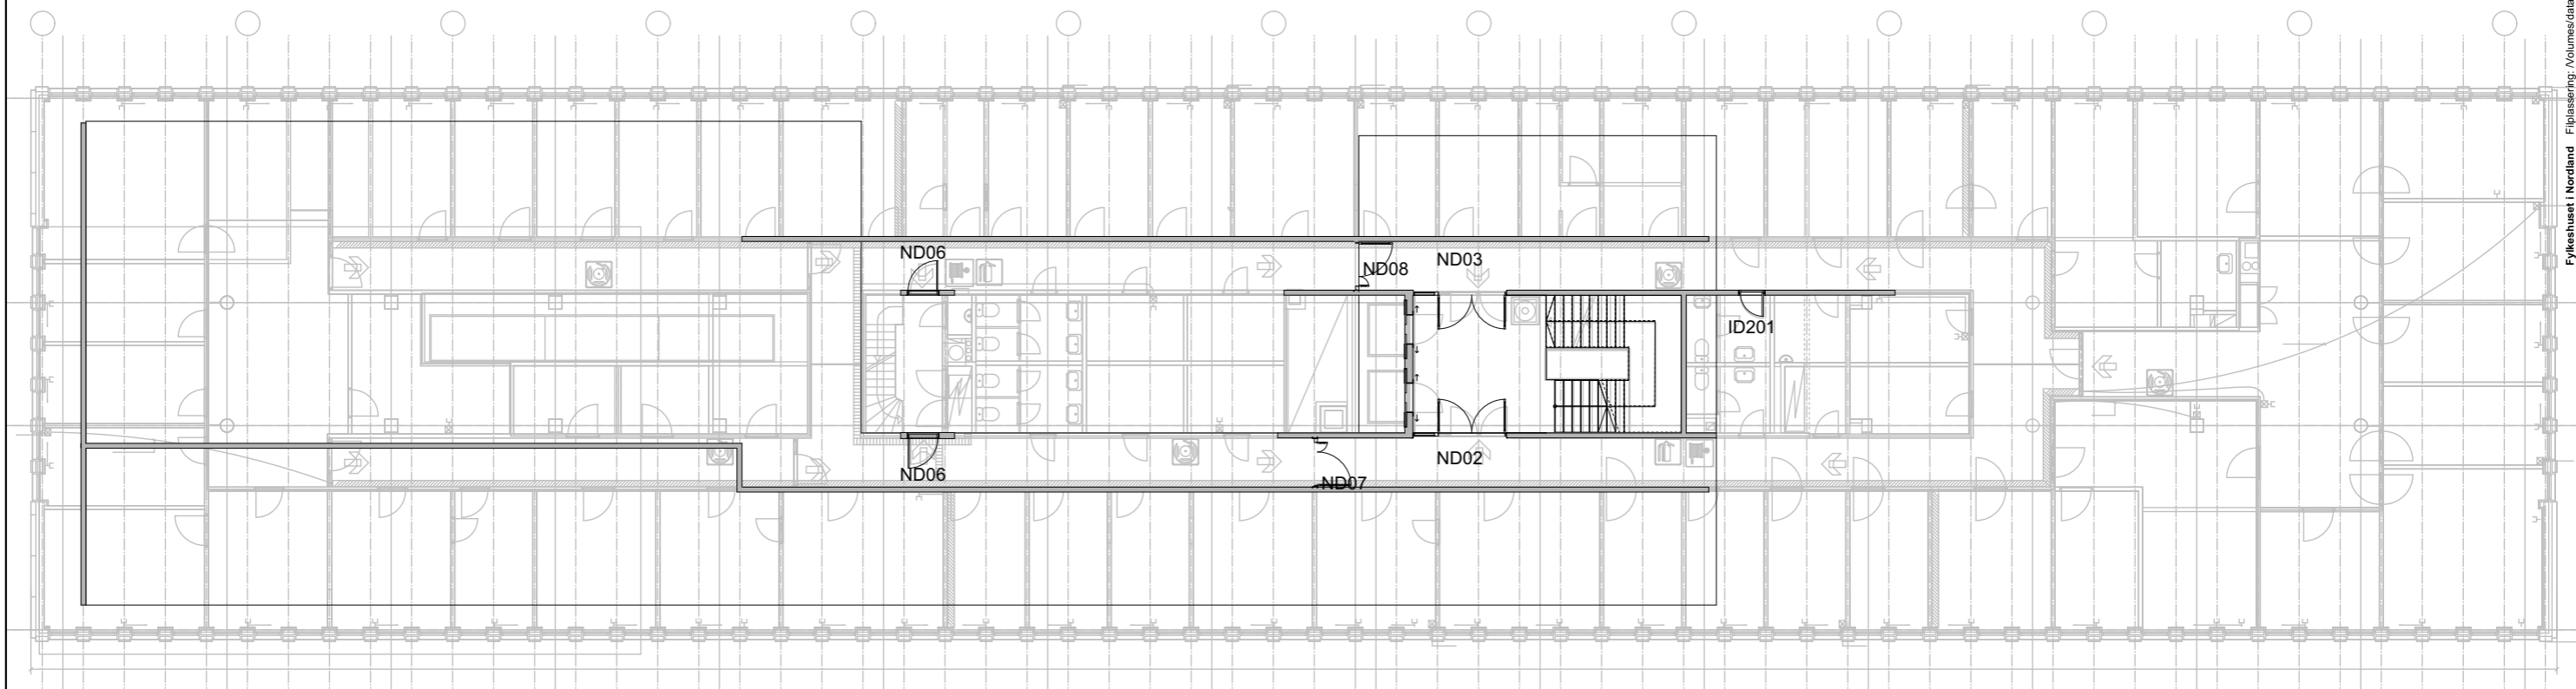 Fylkeshuset i Nordland Filplassering: /Volumes/data
ND06
ND08
ND03
ID201
ND06
ND07
ND02